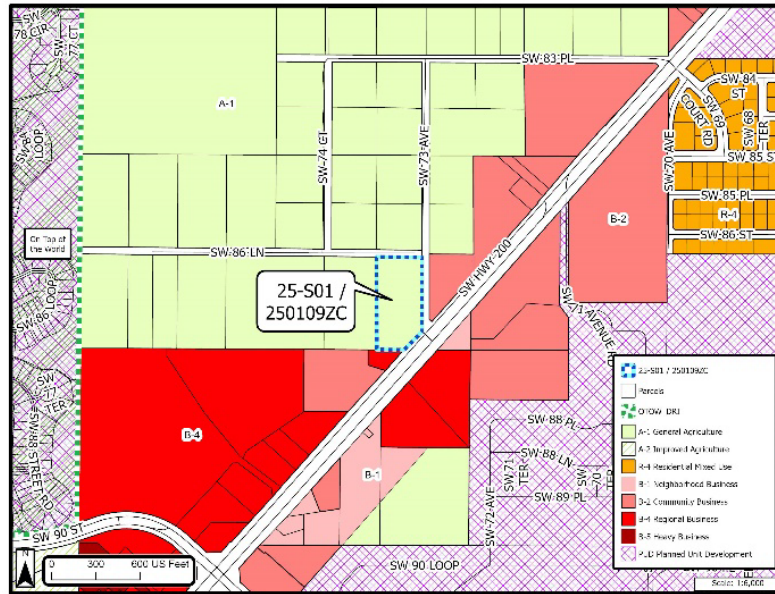 SW 78 CIR
SW 77 CT
SW 83 PL
SW 84 ST
SW 69 COURT RD
SW 68 TER
A-1
SW 74 CT
SW 73 AVE
SW 70 AVE
SW 85 ST
SW 85 PL
B-2
R-4
SW 86 ST
On Top of
the World
SW 86 LN
SW HWY 200
25-S01 /
250109ZC
SW 86 LOOP
SW 71 AVENUE RD
SW 77 TER
SW 88 STREET RD
B-4
B-1
SW 88 PL
SW 88 LN
SW 71 TER
SW 70 TER
SW 89 PL
SW 72 AVE
SW 90 ST
SW 90 LOOP
N
0 300 600 US Feet
25-S01 / 250109ZC
Parcels
OTOW_DRI
A-1 General Agriculture
A-2 Improved Agriculture
R-4 Residential Mixed Use
B-1 Neighborhood Business
B-2 Community Business
B-4 Regional Business
B-5 Heavy Business
PUD Planned Unit Development
Scale: 1:6,000